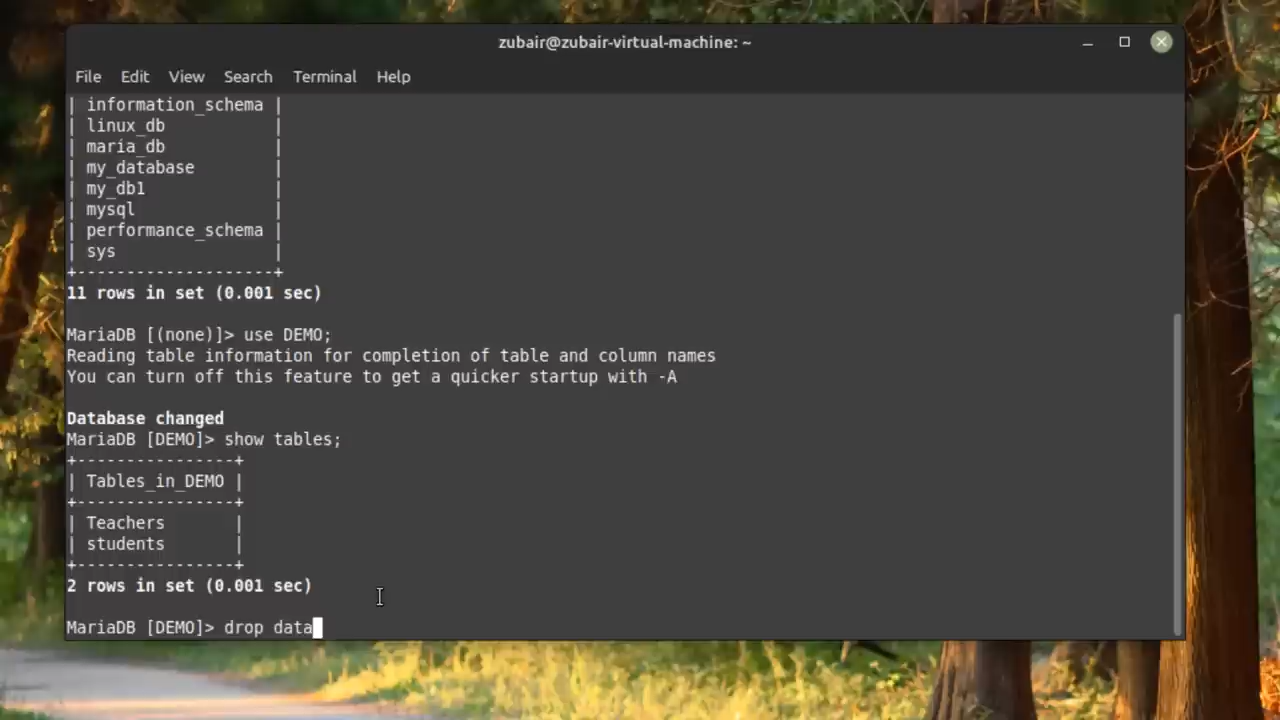 zubair@zubair-virtual-machine: ~
File Edit View Search Terminal Help
| information_schema |
| linux_db           |
| maria_db           |
| my_database        |
| my_db1             |
| mysql              |
| performance_schema |
| sys                |
+--------------------+
11 rows in set (0.001 sec)
MariaDB [(none)]> use DEMO;
Reading table information for completion of table and column names
You can turn off this feature to get a quicker startup with -A
Database changed
MariaDB [DEMO]> show tables;
+----------------+
| Tables_in_DEMO |
+----------------+
| Teachers       |
| students       |
+----------------+
2 rows in set (0.001 sec)
MariaDB [DEMO]> drop data